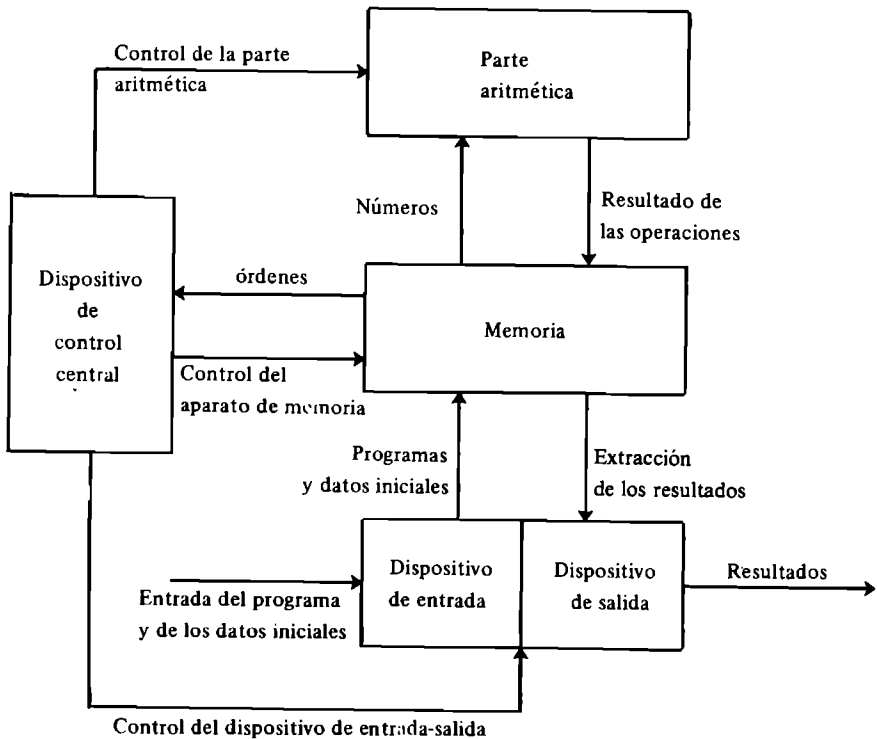 Control de la parte
aritmética
Parte
aritmética
Números
Resultado de
las operaciones
Dispositivo
de
control
central
órdenes
Memoria
Control del
aparato de memoria
Programas
y datos iniciales
Extracción
de los resultados
Dispositivo
de entrada
Dispositivo
de salida
Resultados
Entrada del programa
y de los datos iniciales
Control del dispositivo de entrada-salida